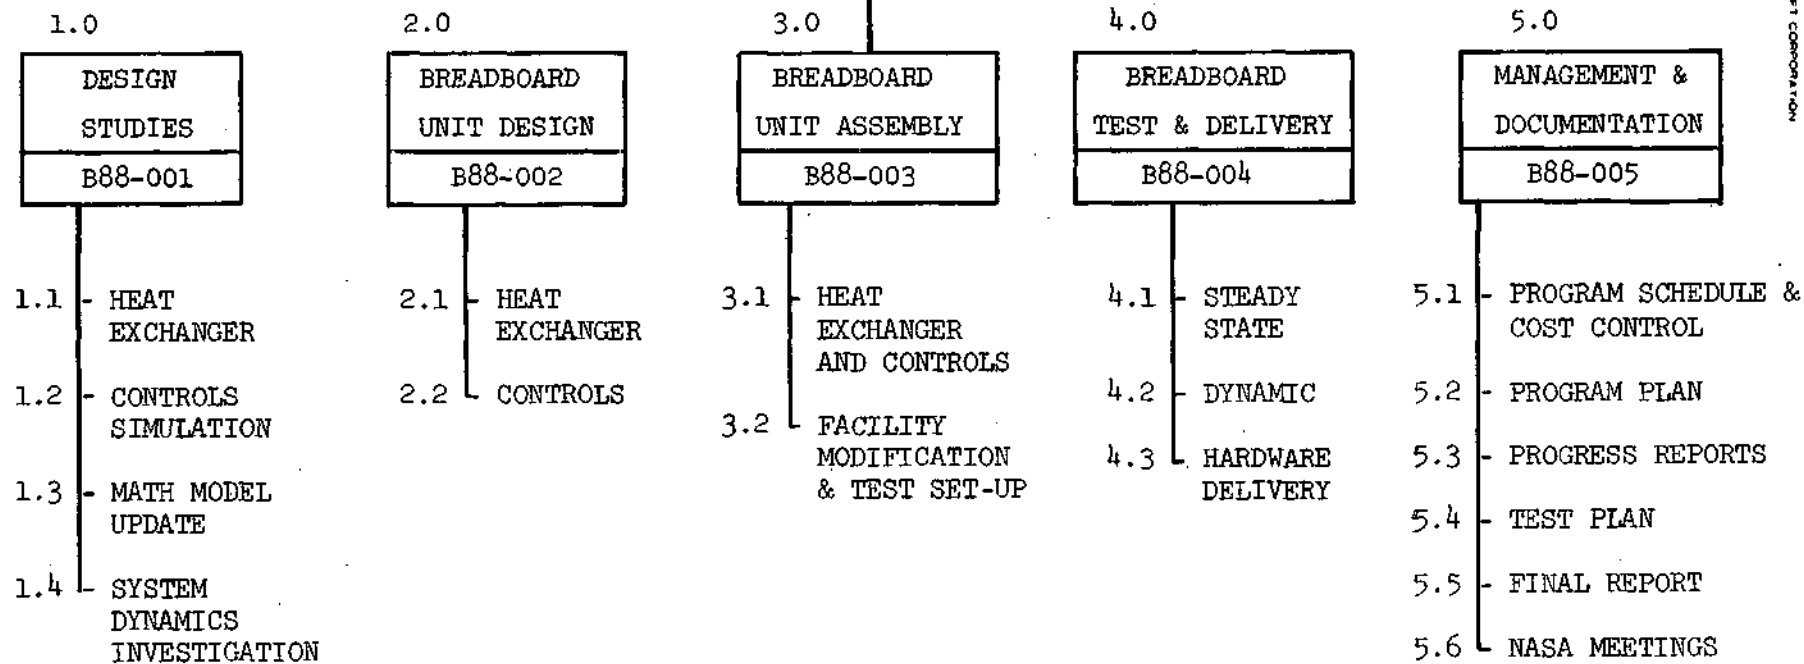 1.0
DESIGN
STUDIES
B88-001
1.1 HEAT
EXCHANGER
1.2 CONTROLS
SIMULATION
1.3 MATH MODEL
UPDATE
1.4 SYSTEM
DYNAMICS
INVESTIGATION
2.0
BREADBOARD
UNIT DESIGN
B88-002
2.1 HEAT
EXCHANGER
2.2 CONTROLS
3.0
BREADBOARD
UNIT ASSEMBLY
B88-003
3.1 HEAT
EXCHANGER
AND CONTROLS
3.2 FACILITY
MODIFICATION
& TEST SET-UP
4.0
BREADBOARD
TEST & DELIVERY
B88-004
4.1 STEADY
STATE
4.2 DYNAMIC
4.3 HARDWARE
DELIVERY
5.0
MANAGEMENT &
DOCUMENTATION
B88-005
5.1 PROGRAM SCHEDULE &
COST CONTROL
5.2 PROGRAM PLAN
5.3 PROGRESS REPORTS
5.4 TEST PLAN
5.5 FINAL REPORT
5.6 NASA MEETINGS
CORPORATION